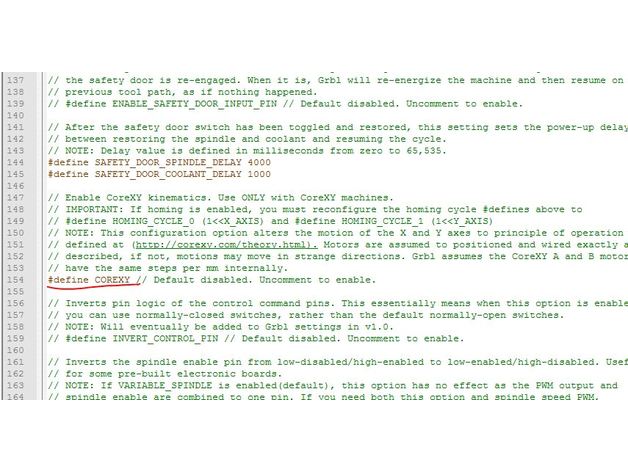 137 // the safety door is re-engaged. When it is, Grbl will re-energize the machine and then resume on
138 // previous tool path, as if nothing happened.
139 // #define ENABLE_SAFETY_DOOR_INPUT_PIN // Default disabled. Uncomment to enable.
140
141 // After the safety door switch has been toggled and restored, this setting sets the power-up delay
142 // between restoring the spindle and coolant and resuming the cycle.
143 // NOTE: Delay value is defined in milliseconds from zero to 65,535.
144 #define SAFETY_DOOR_SPINDLE_DELAY 4000
145 #define SAFETY_DOOR_COOLANT_DELAY 1000
146
147 // Enable CoreXY kinematics. Use ONLY with CoreXY machines.
148 // IMPORTANT: If homing is enabled, you must reconfigure the homing cycle #defines above to
149 // #define HOMING_CYCLE_0 (1<<X_AXIS) and #define HOMING_CYCLE_1 (1<<Y_AXIS)
150 // NOTE: This configuration option alters the motion of the X and Y axes to principle of operation
151 // defined at (http://corexy.com/theory.html). Motors are assumed to positioned and wired exactly a
152 // described, if not, motions may move in strange directions. Grbl assumes the CoreXY A and B motor
153 // have the same steps per mm internally.
154 #define COREXY // Default disabled. Uncomment to enable.
155
156 // Inverts pin logic of the control command pins. This essentially means when this option is enable
157 // you can use normally-closed switches, rather than the default normally-open switches.
158 // NOTE: Will eventually be added to Grbl settings in v1.0.
159 // #define INVERT_CONTROL_PIN // Default disabled. Uncomment to enable.
160
161 // Inverts the spindle enable pin from low-disabled/high-enabled to low-enabled/high-disabled. Usef
162 // for some pre-built electronic boards.
163 // NOTE: If VARIABLE_SPINDLE is enabled(default), this option has no effect as the PWM output and
164 // spindle enable are combined to one pin. If you need both this option and spindle speed PWM,